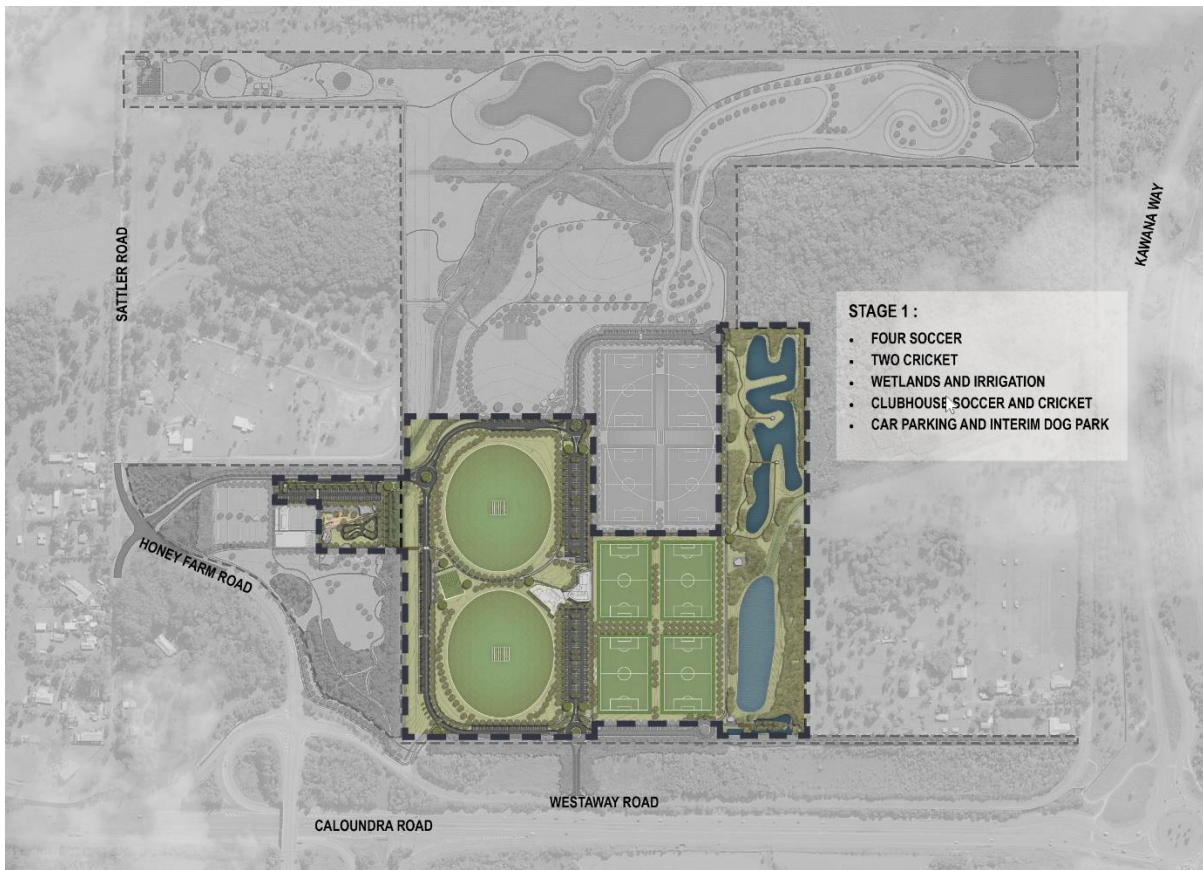 KAWANA WAY
SATTLER ROAD
STAGE 1 :
• FOUR SOCCER
• TWO CRICKET
• WETLANDS AND IRRIGATION
• CLUBHOUSE SOCCER AND CRICKET
• CAR PARKING AND INTERIM DOG PARK
HONEY FARM ROAD
WESTAWAY ROAD
CALOUNDRA ROAD